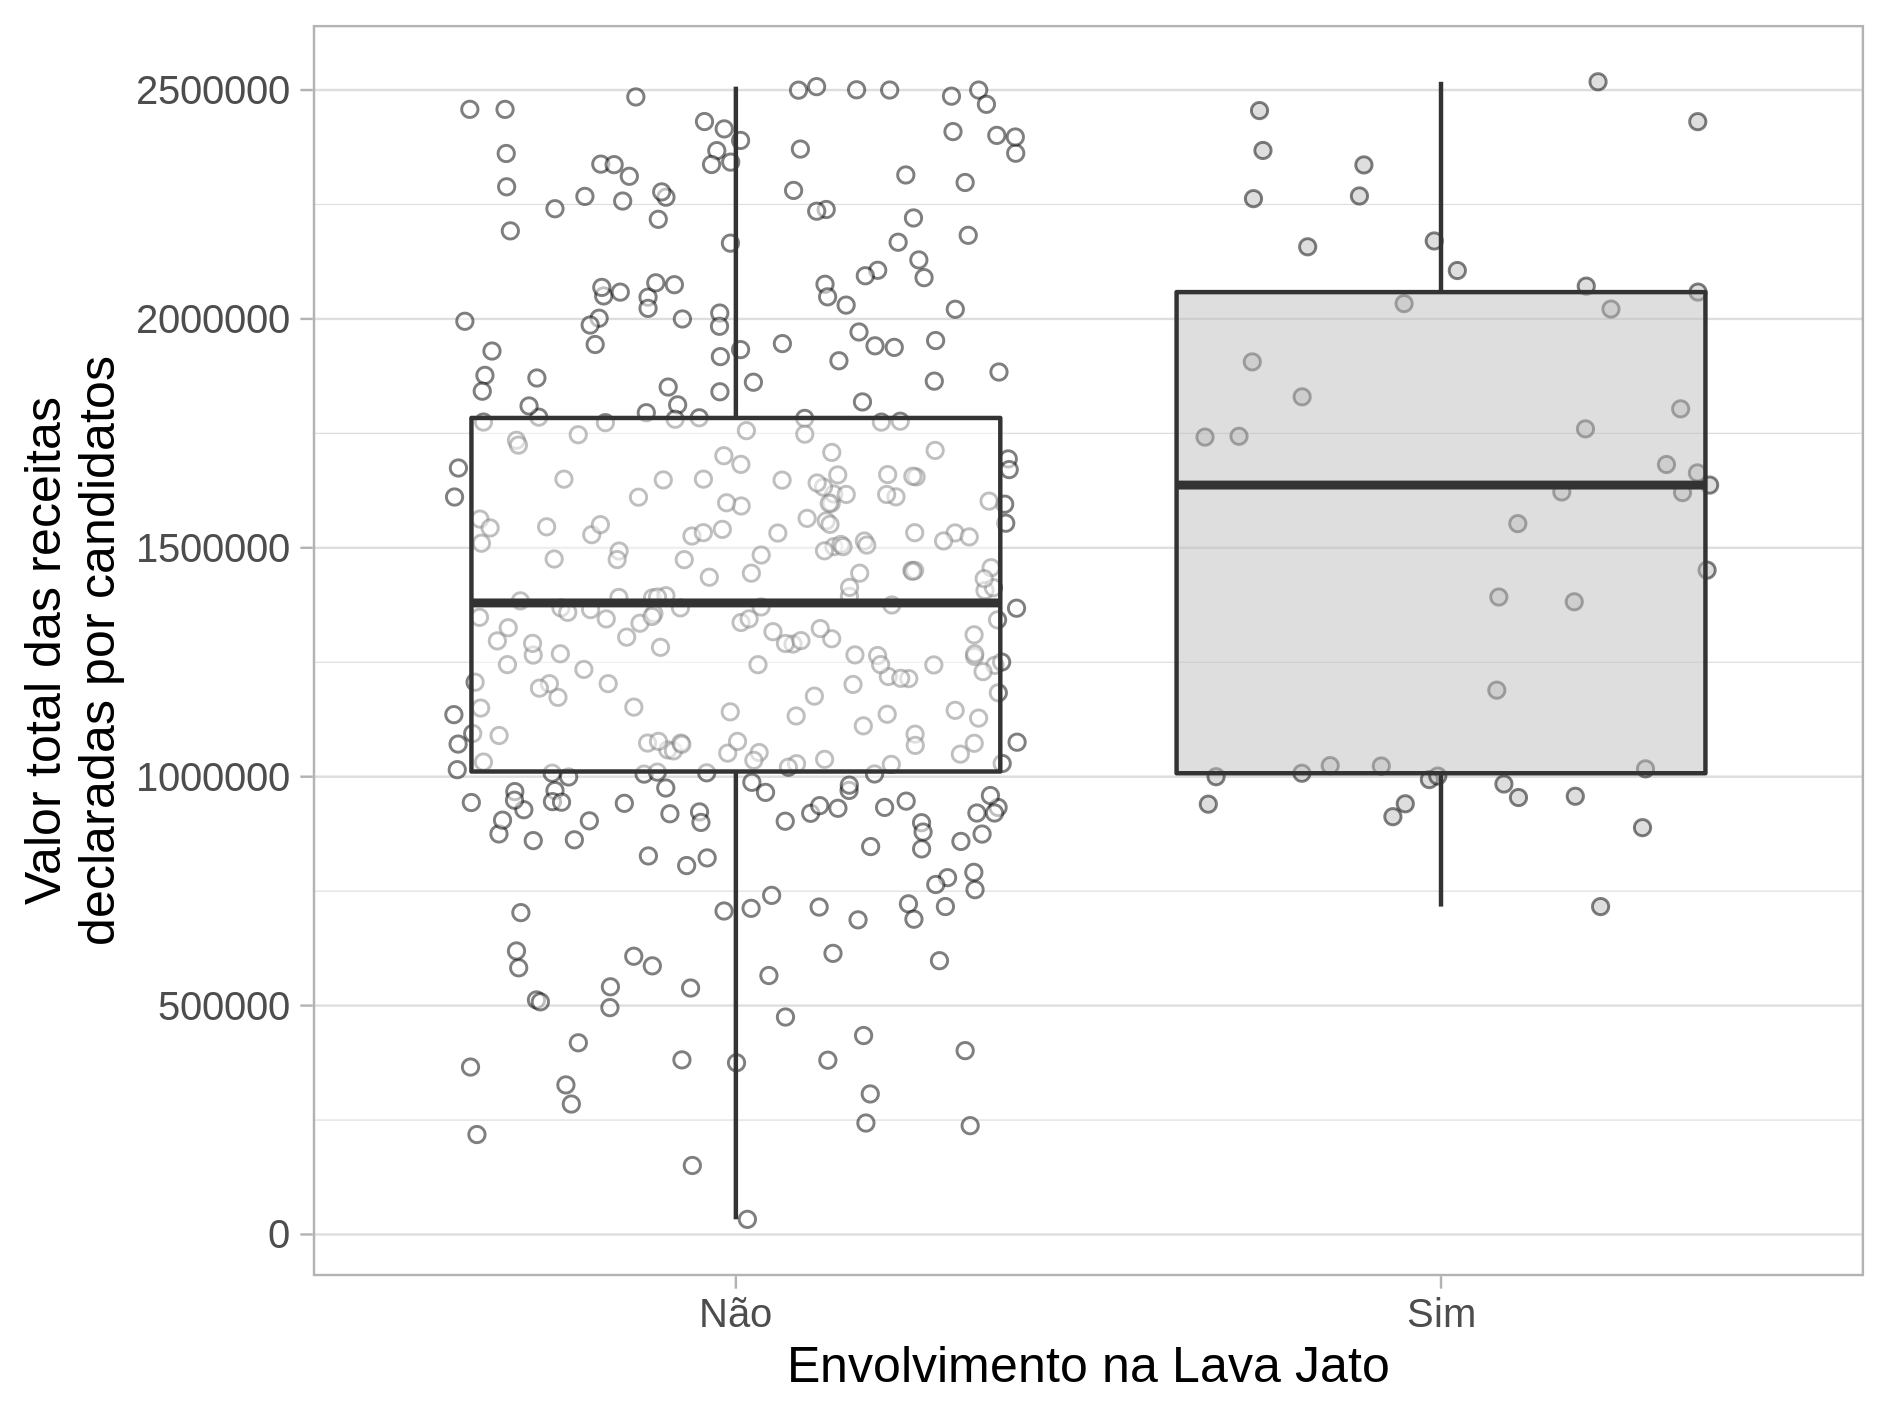 Valor total das receitas
declaradas por candidatos
2500000
2000000
1500000
1000000
500000
0
Não
Sim
Envolvimento na Lava Jato